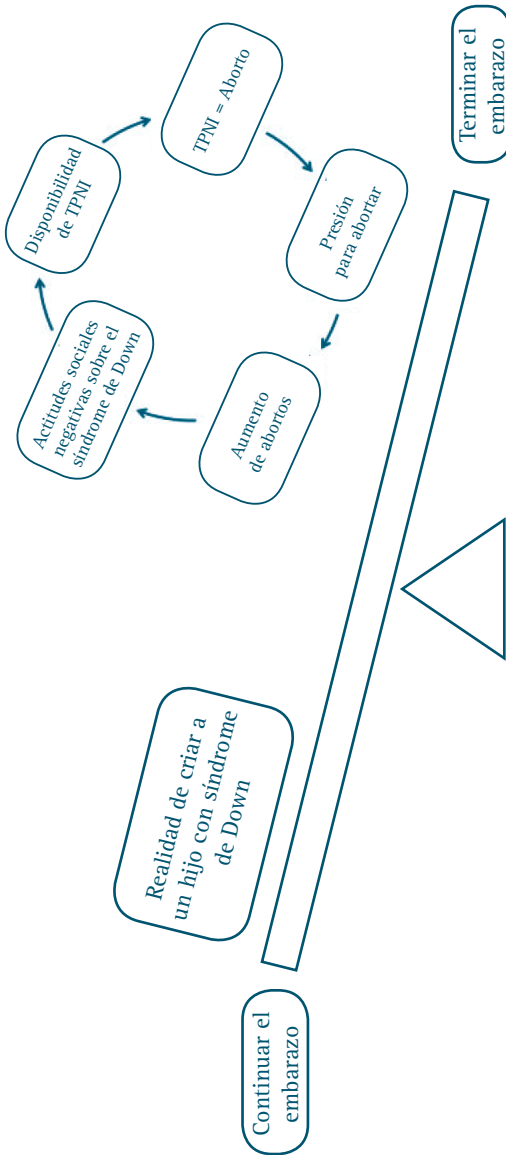 Continuar el
embarazo
Realidad de criar a
un hijo con síndrome
de Down
Actitudes sociales
negativas sobre el
síndrome de Down
Disponibilidad
de TPNI
TPNI = Aborto
Presión
para abortar
Aumento
de abortos
Terminar el
embarazo